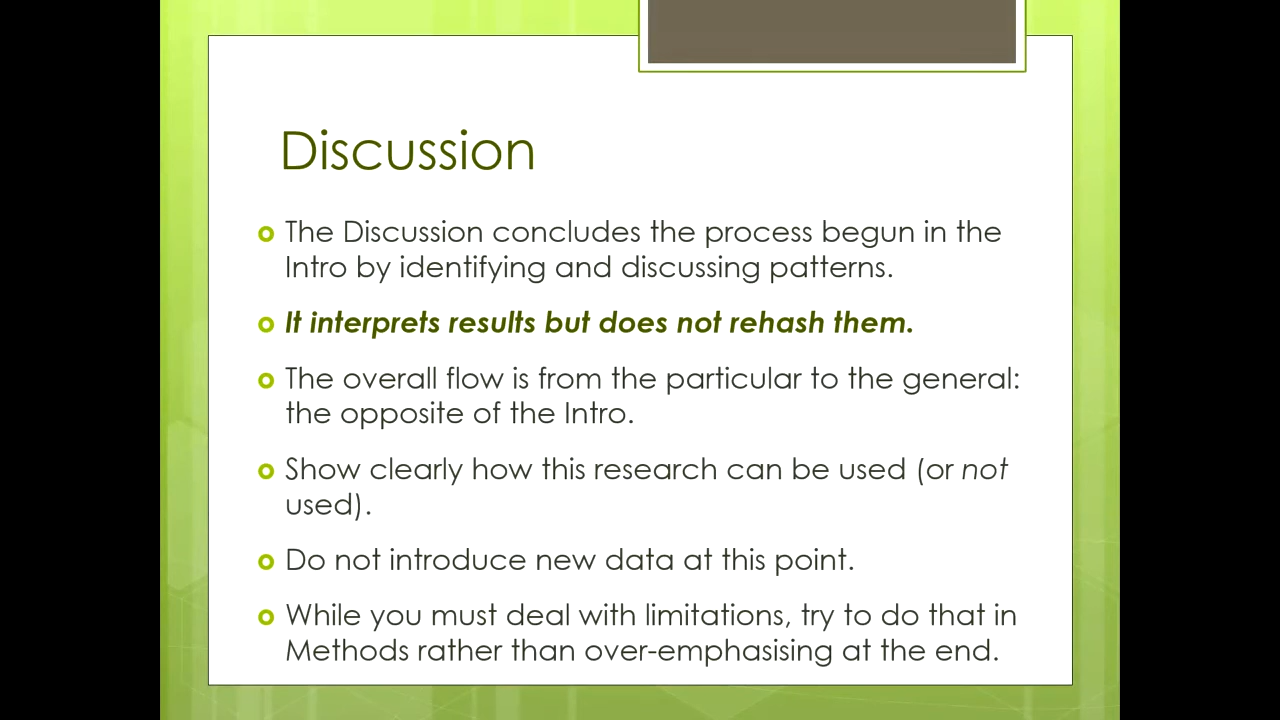 Discussion
The Discussion concludes the process begun in the
Intro by identifying and discussing patterns.
It interprets results but does not rehash them.
The overall flow is from the particular to the general:
the opposite of the Intro.
Show clearly how this research can be used (or not
used).
Do not introduce new data at this point.
While you must deal with limitations, try to do that in
Methods rather than over-emphasising at the end.